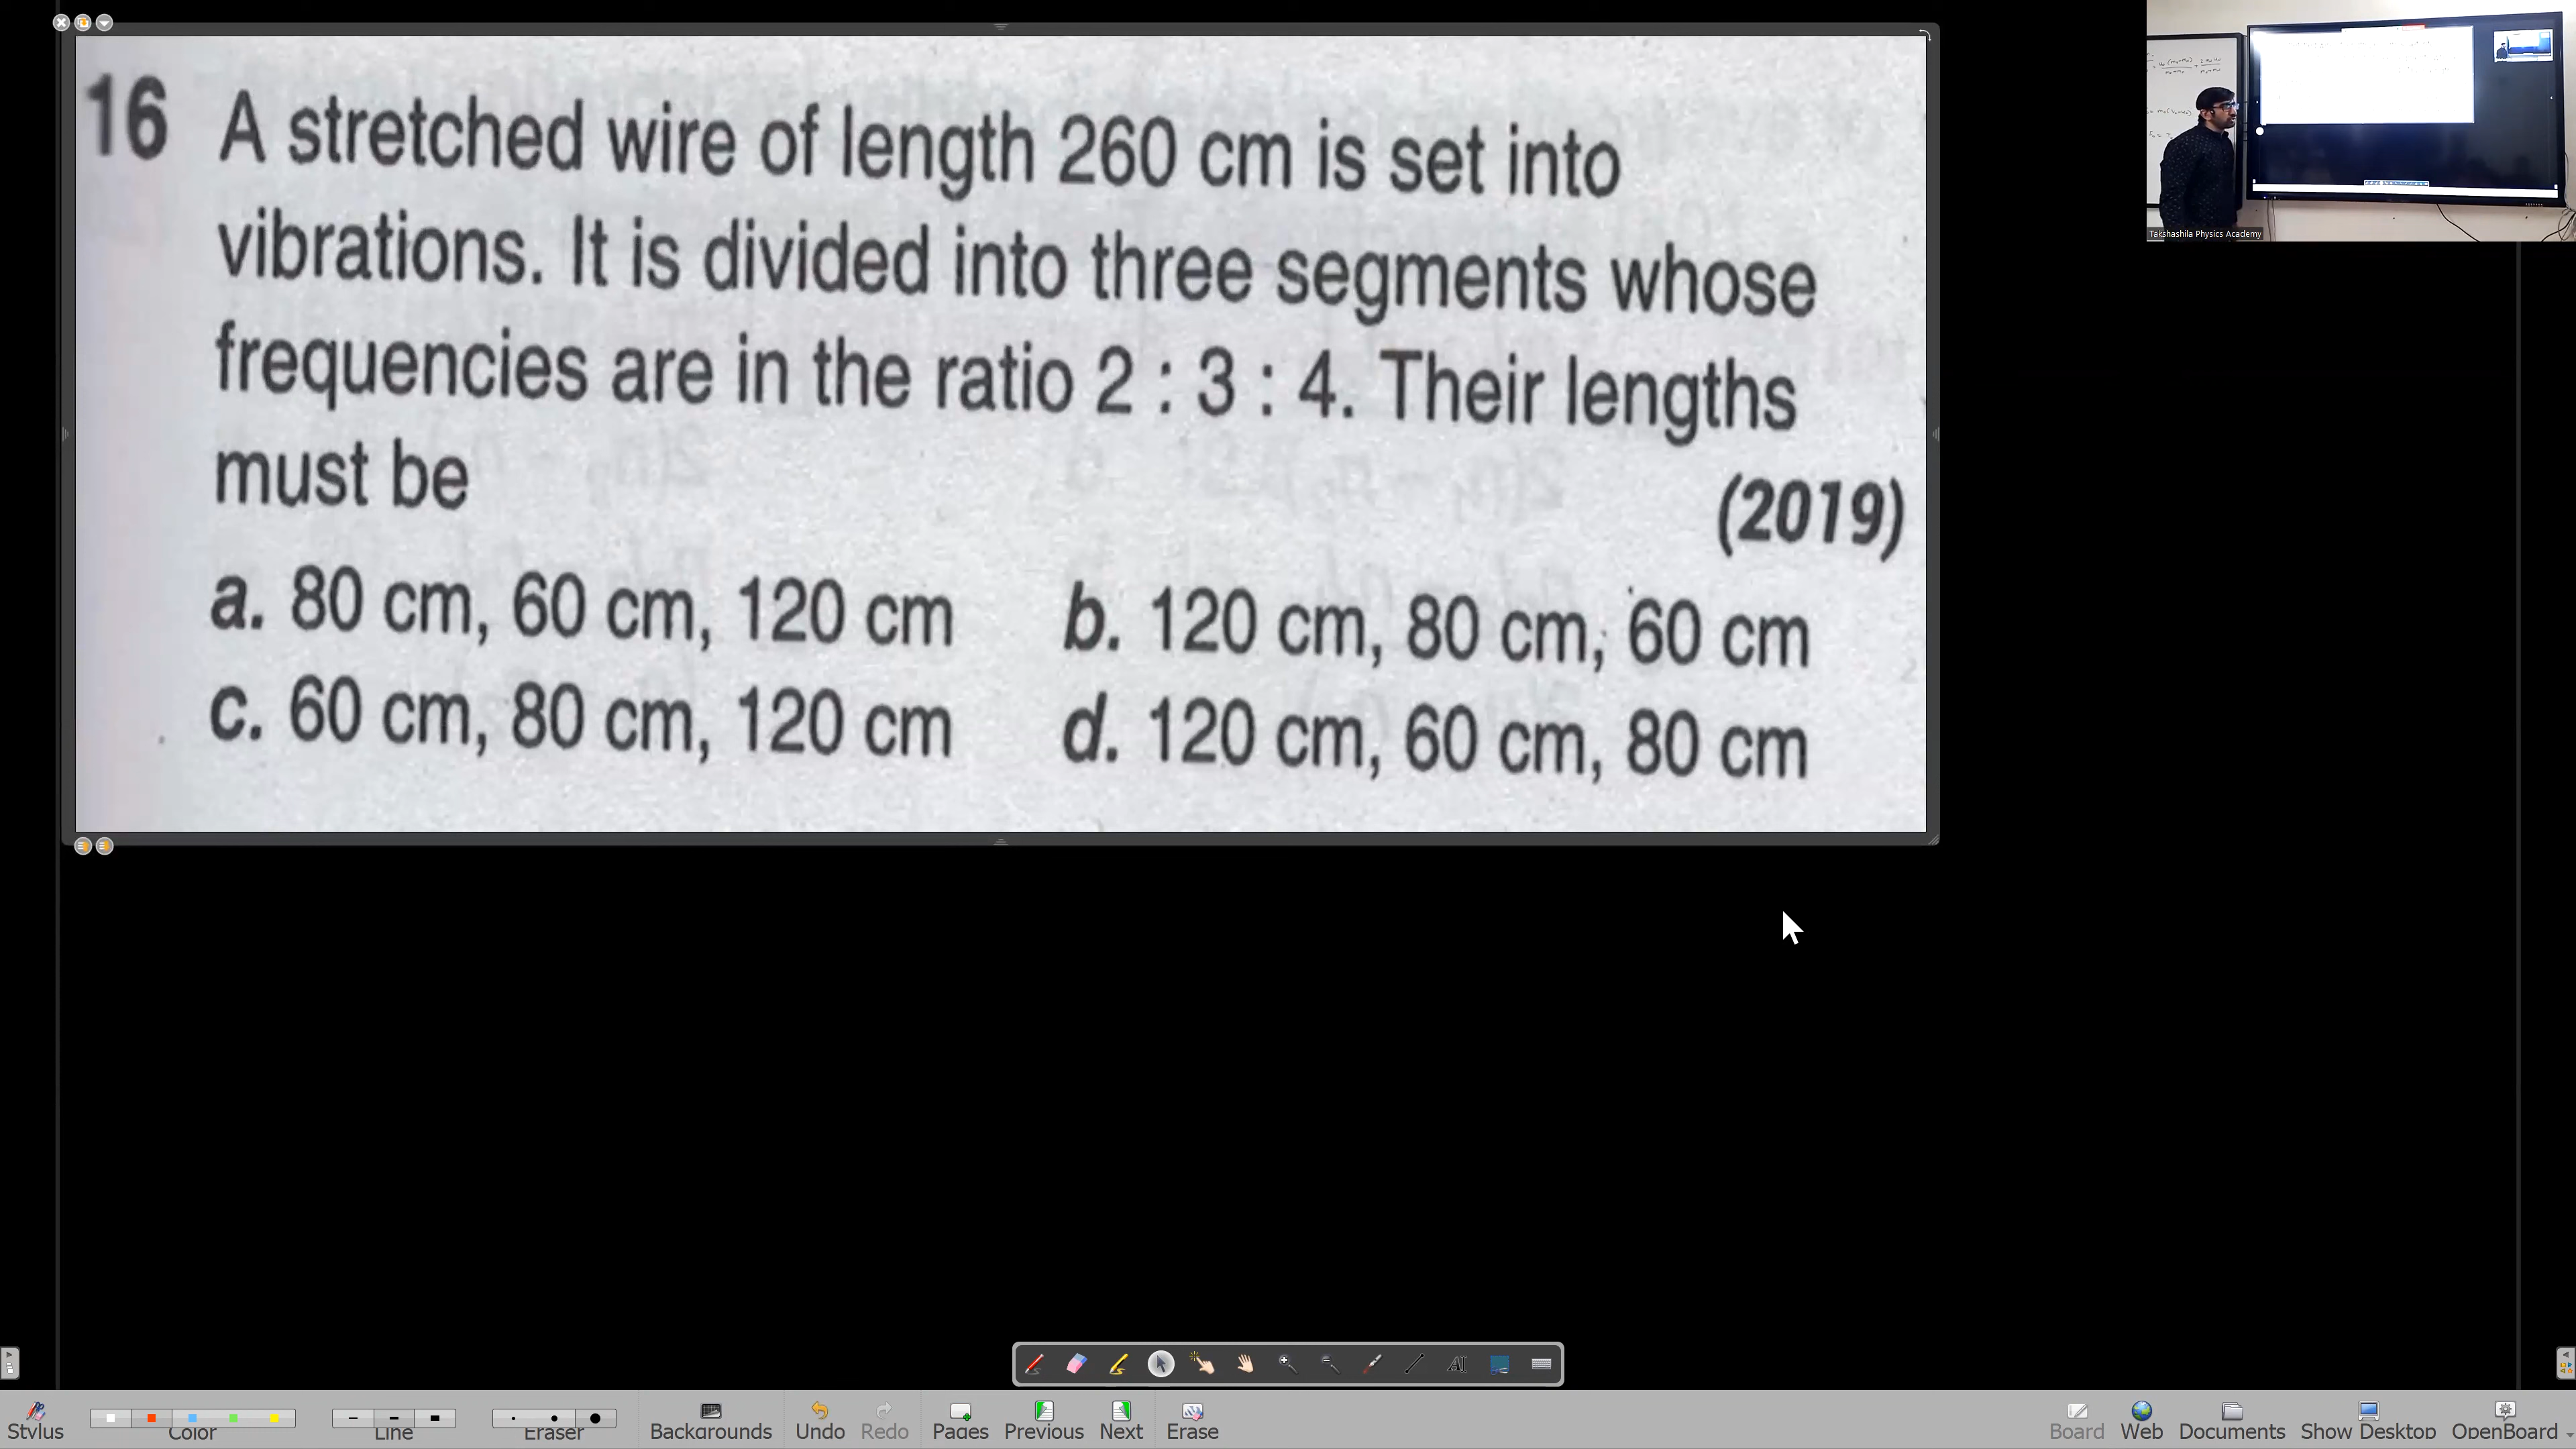 16 A stretched wire of length 260 cm is set into
vibrations. It is divided into three segments whose
frequencies are in the ratio 2 : 3 : 4. Their lengths
must be
(2019)
a. 80 cm, 60 cm, 120 cm b. 120 cm, 80 cm, 60 cm
c. 60 cm, 80 cm, 120 cm d. 120 cm, 60 cm, 80 cm
Takshashila Physics Academy
Stylus Color Line Eraser Backgrounds Undo Redo Pages Previous Next Erase Board Web Documents Show Desktop OpenBoard